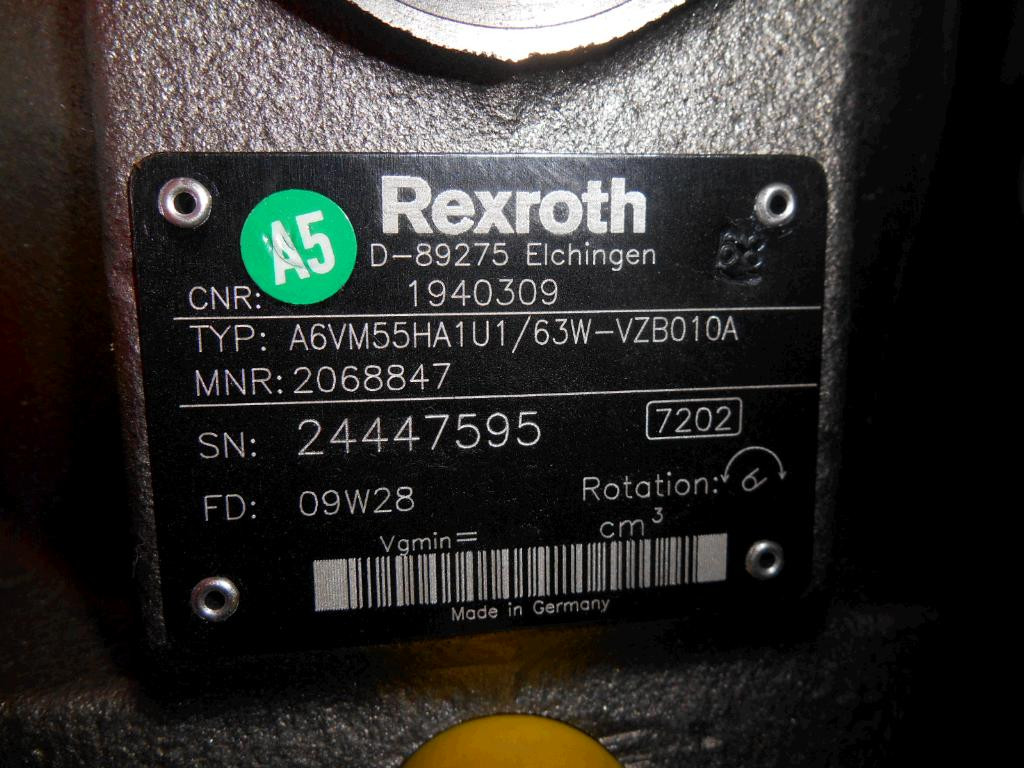 Rexroth
A5
D-89275 Elchingen
68
CNR: 1940309
TYP: A6VM55HA1U1/63W-VZB010A
MNR: 2068847
SN: 24447595
7202
FD: 09W28
Rotation:
Vgmin= cm³
Made in Germany